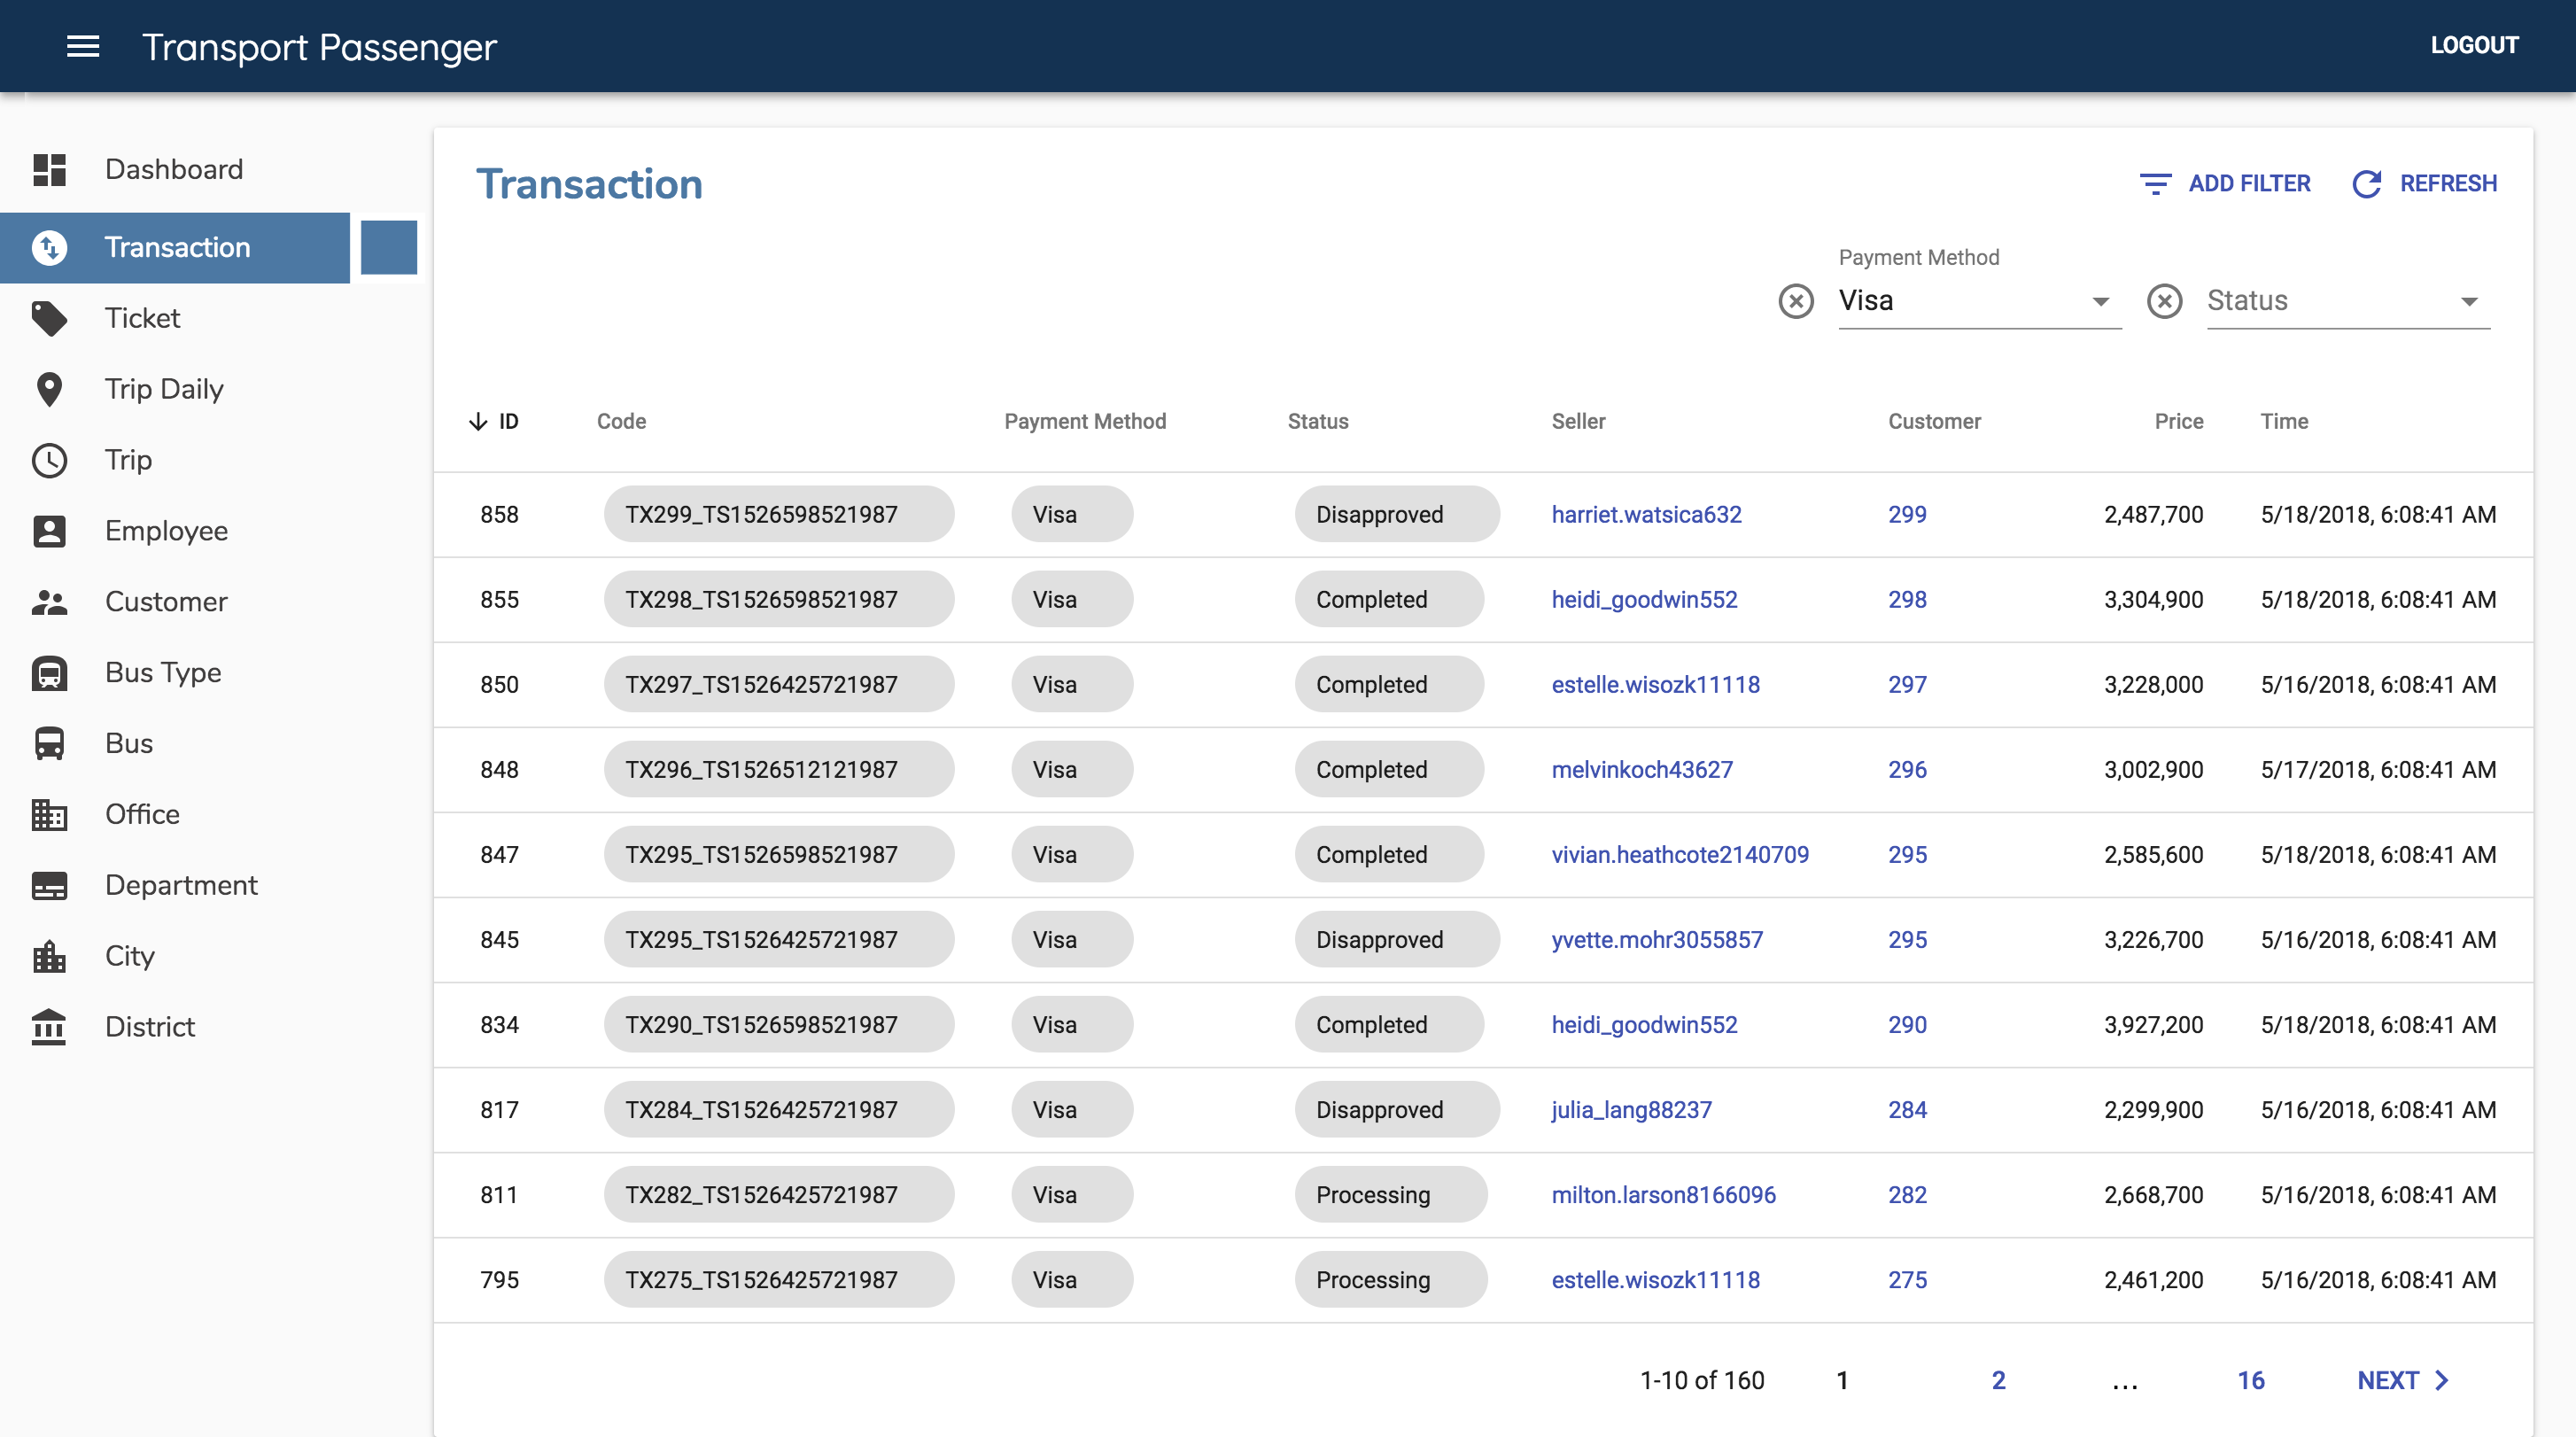 Transport Passenger
LOGOUT
Dashboard
Transaction
Ticket
Trip Daily
Trip
Employee
Customer
Bus Type
Bus
Office
Department
City
District
Transaction
ADD FILTER REFRESH
Payment Method
Visa Status
ID Code Payment Method Status Seller Customer Price Time
858 TX299_TS1526598521987 Visa Disapproved harriet.watsica632 299 2,487,700 5/18/2018, 6:08:41 AM
855 TX298_TS1526598521987 Visa Completed heidi_goodwin552 298 3,304,900 5/18/2018, 6:08:41 AM
850 TX297_TS1526425721987 Visa Completed estelle.wisozk11118 297 3,228,000 5/16/2018, 6:08:41 AM
848 TX296_TS1526512121987 Visa Completed melvinkoch43627 296 3,002,900 5/17/2018, 6:08:41 AM
847 TX295_TS1526598521987 Visa Completed vivian.heathcote2140709 295 2,585,600 5/18/2018, 6:08:41 AM
845 TX295_TS1526425721987 Visa Disapproved yvette.mohr3055857 295 3,226,700 5/16/2018, 6:08:41 AM
834 TX290_TS1526598521987 Visa Completed heidi_goodwin552 290 3,927,200 5/18/2018, 6:08:41 AM
817 TX284_TS1526425721987 Visa Disapproved julia_lang88237 284 2,299,900 5/16/2018, 6:08:41 AM
811 TX282_TS1526425721987 Visa Processing milton.larson8166096 282 2,668,700 5/16/2018, 6:08:41 AM
795 TX275_TS1526425721987 Visa Processing estelle.wisozk11118 275 2,461,200 5/16/2018, 6:08:41 AM
1-10 of 160 1 2 ... 16 NEXT